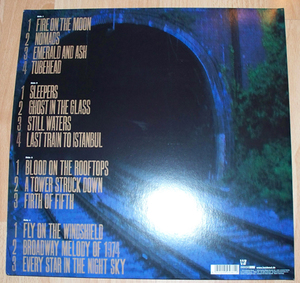 1 FIRE ON THE MOON
2 NOMADS
3 EMERALD AND ASH
4 TUBEHEAD
1 SLEEPERS
2 GHOST IN THE GLASS
3 STILL WATERS
4 LAST TRAIN TO ISTANBUL
1 BLOOD ON THE ROOFTOPS
2 A TOWER STRUCK DOWN
3 FIRTH OF FIFTH
1 FLY ON THE WINDSHIELD
2 BROADWAY MELODY OF 1974
3 EVERY STAR IN THE NIGHT SKY